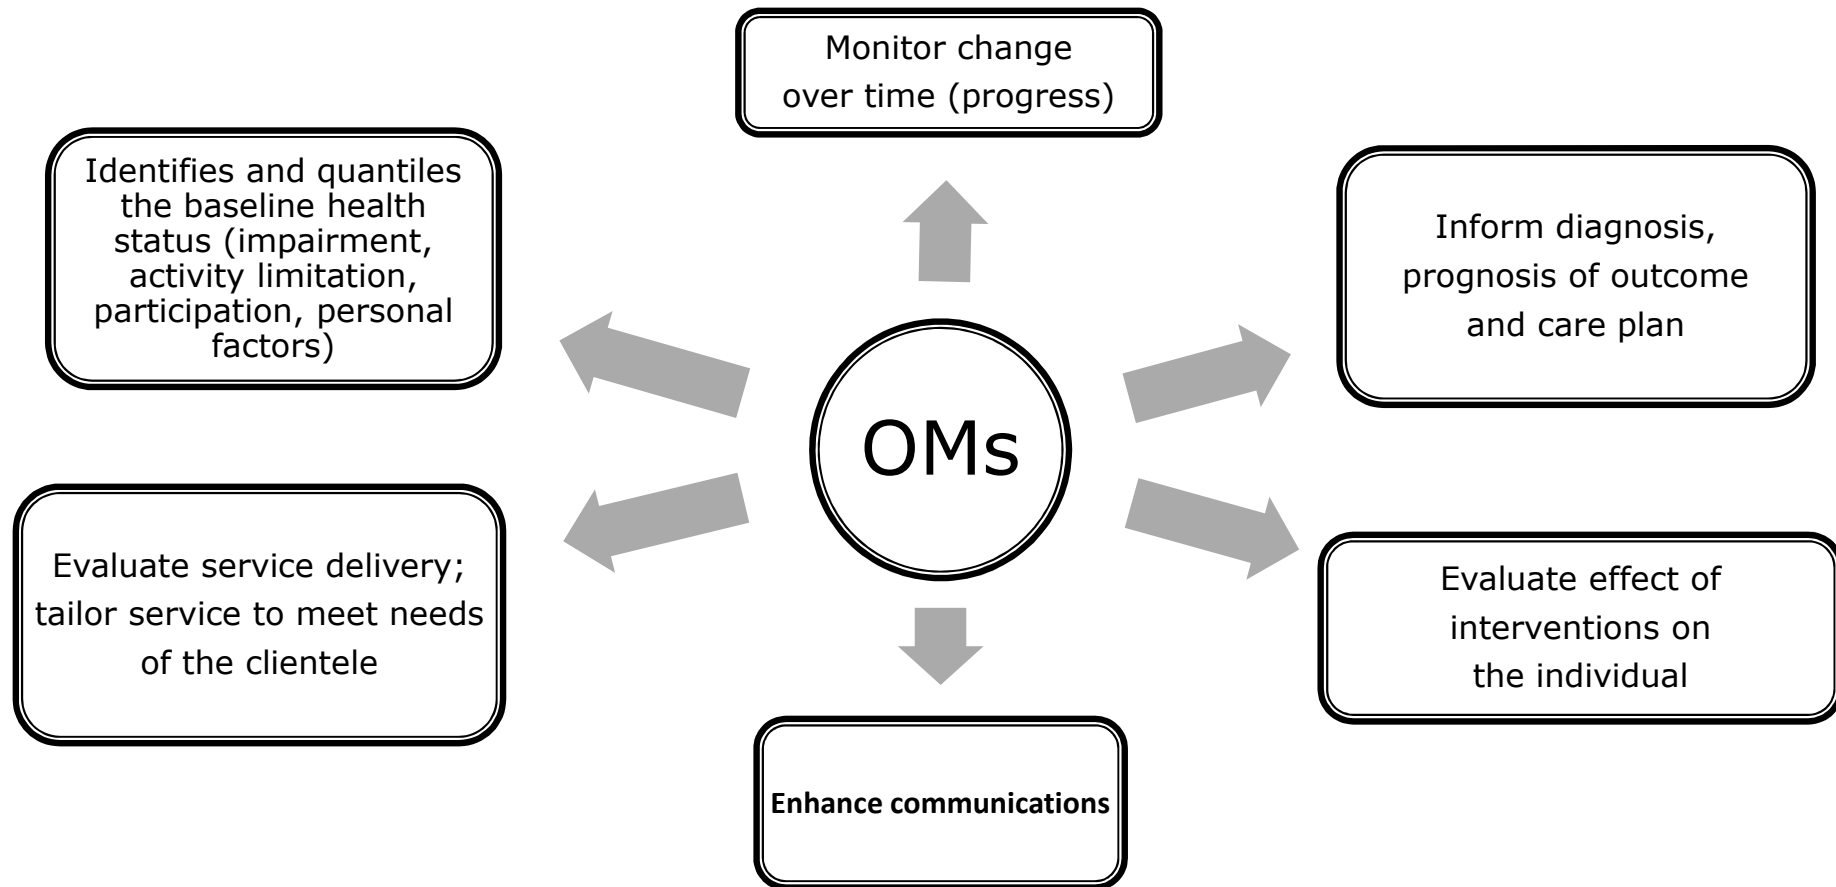 Monitor change
over time (progress)
Identifies and quantiles
the baseline health
status (impairment,
activity limitation,
participation, personal
factors)
Inform diagnosis,
prognosis of outcome
and care plan
OMs
Evaluate service delivery;
tailor service to meet needs
of the clientele
Evaluate effect of
interventions on
the individual
Enhance communications